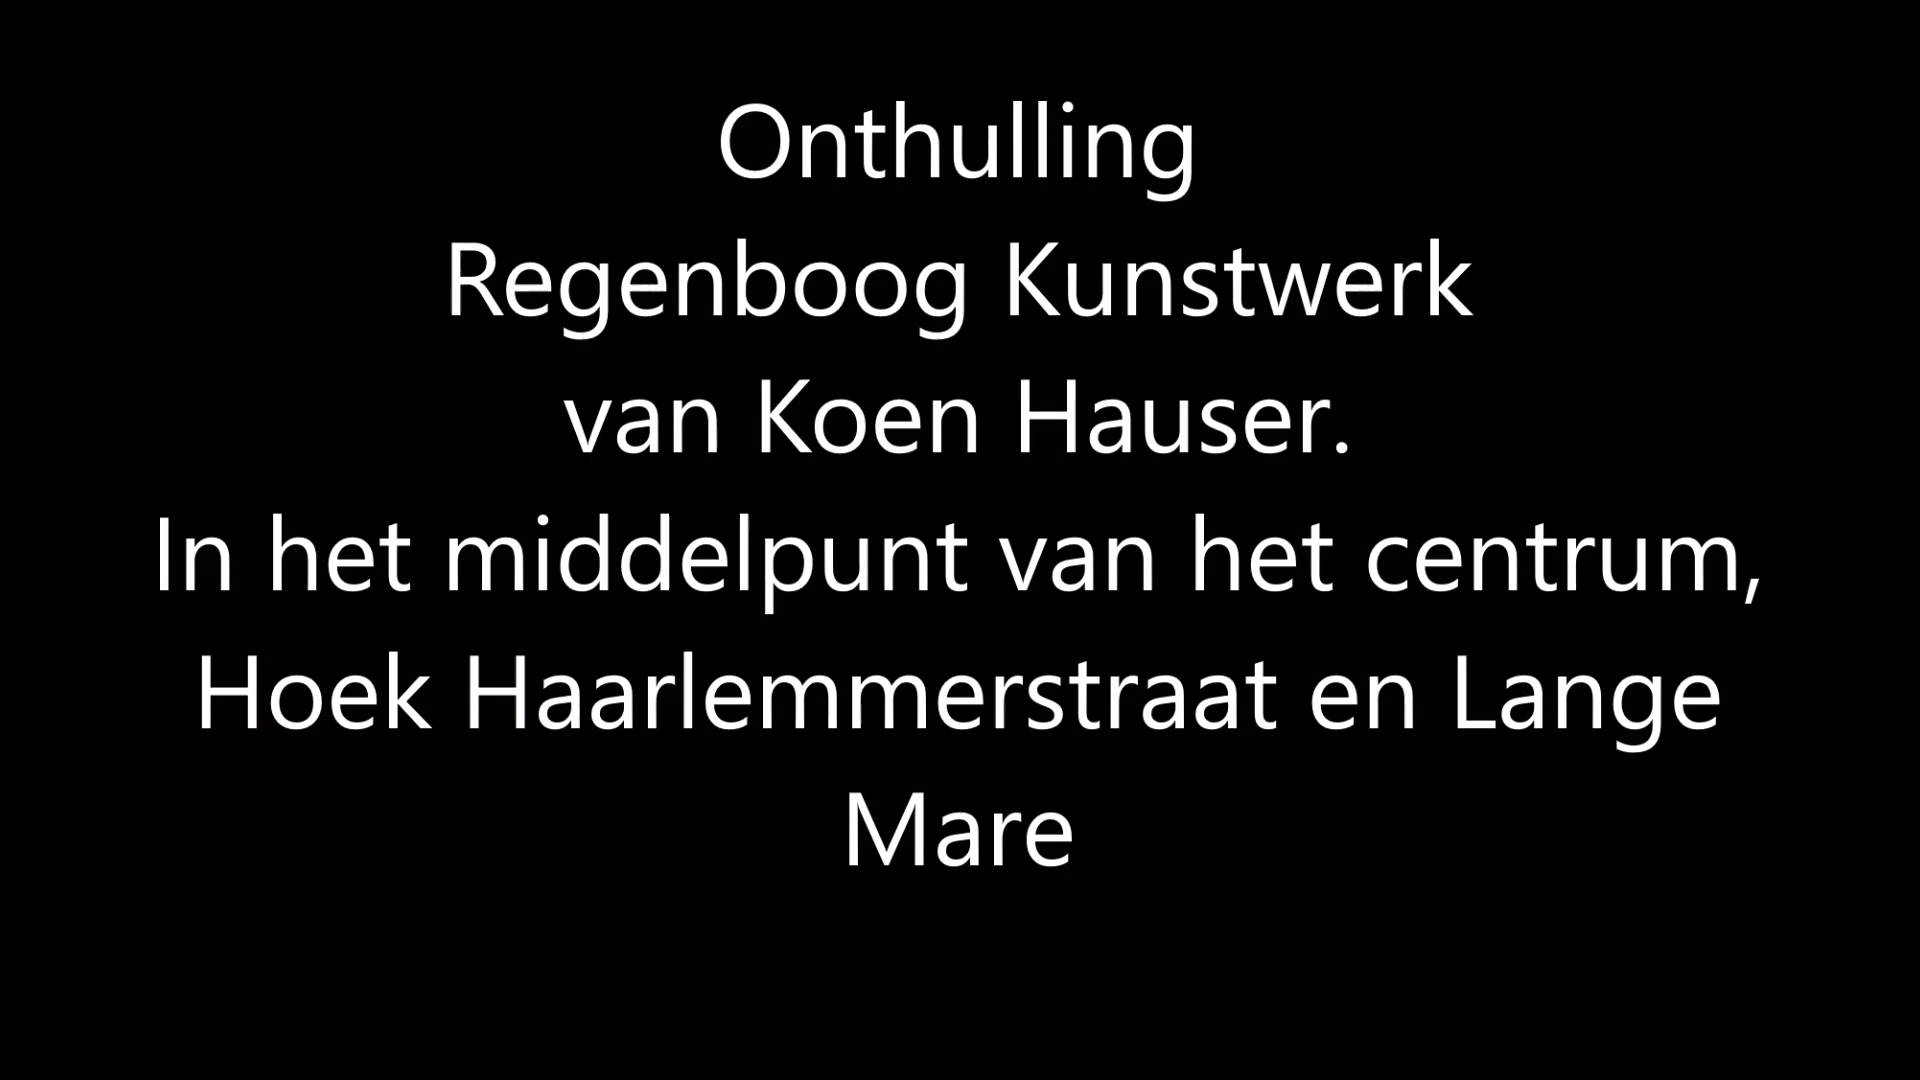 Onthulling
Regenboog Kunstwerk
van Koen Hauser.
In het middelpunt van het centrum,
Hoek Haarlemmerstraat en Lange
Mare